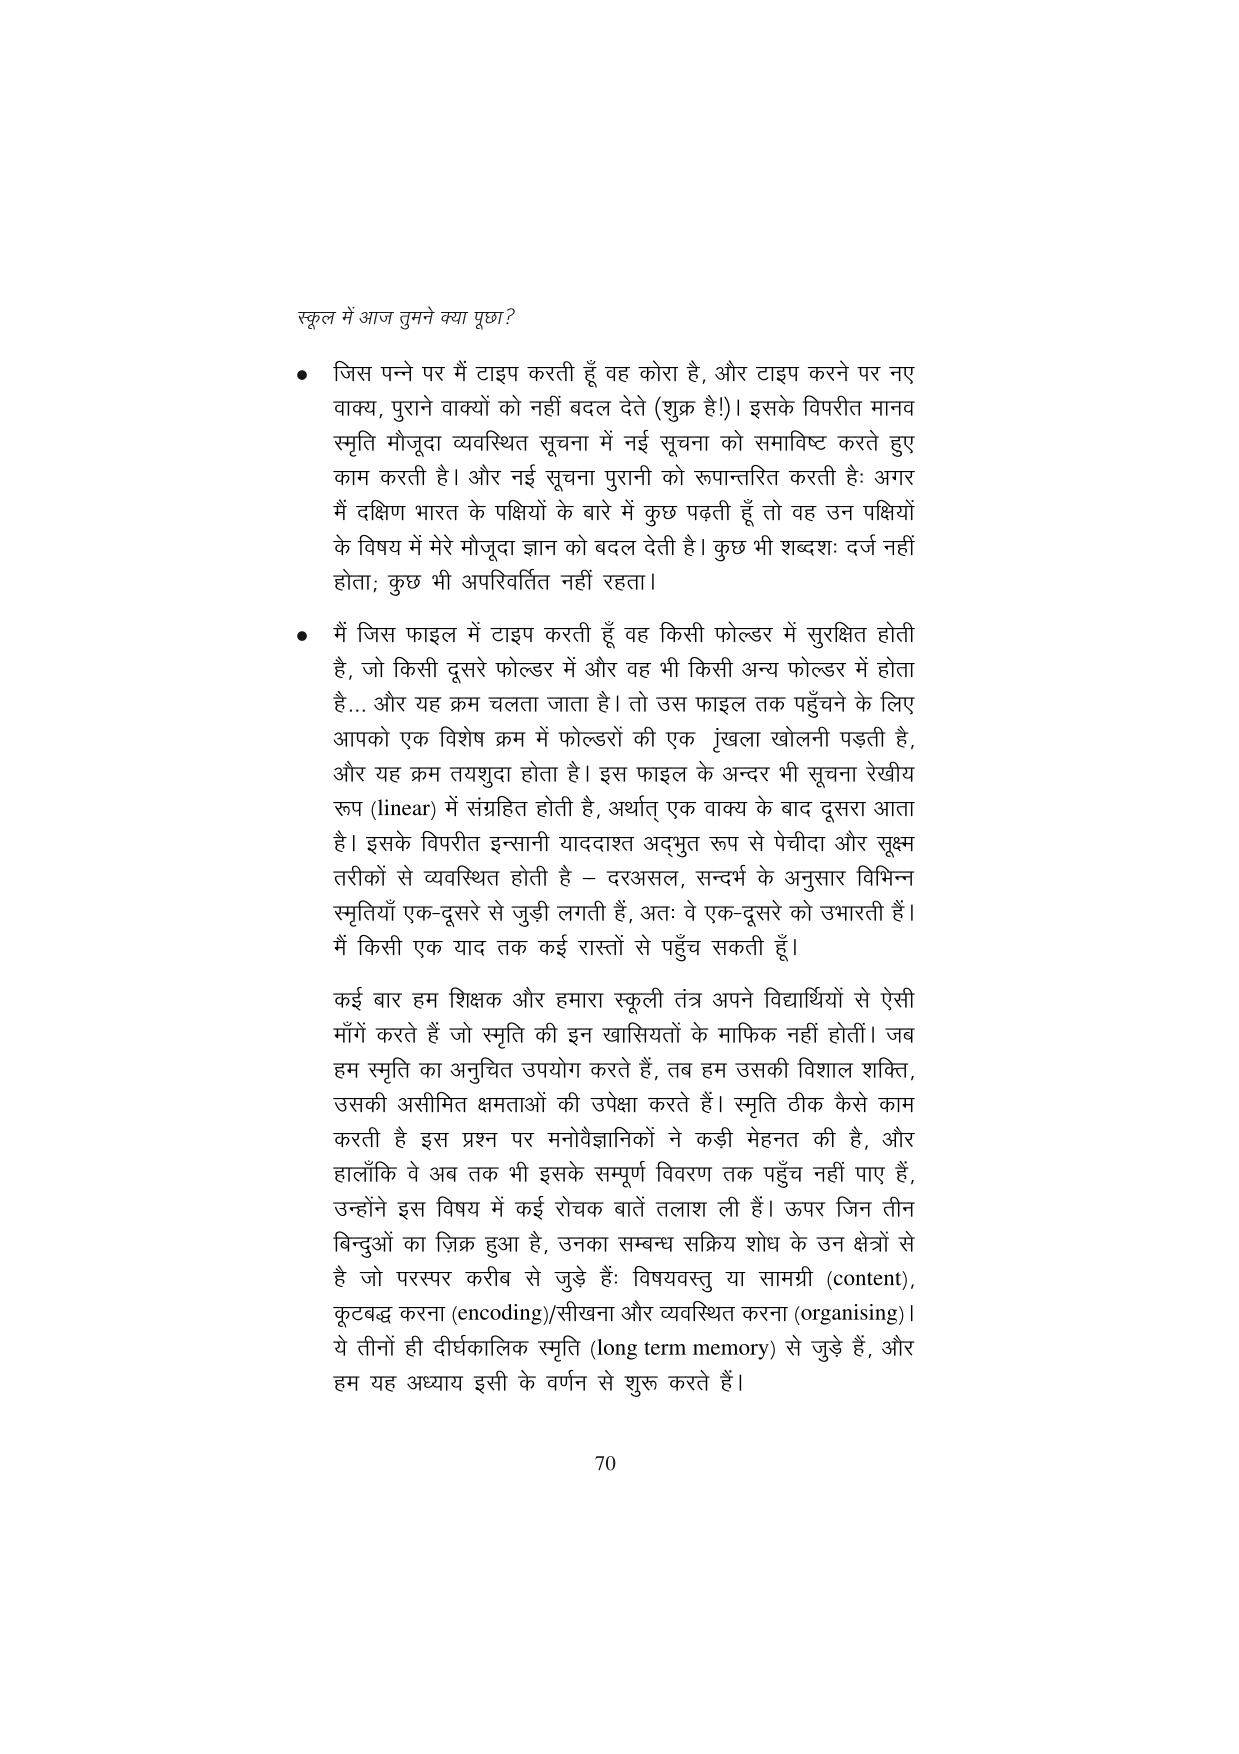 स्कूल में आज तुमने क्या पूछा?
● जिस पन्ने पर मैं टाइप करती हूँ वह कोरा है, और टाइप करने पर नए
वाक्य, पुराने वाक्यों को नहीं बदल देते (शुक्र है!)। इसके विपरीत मानव
स्मृति मौजूदा व्यवस्थित सूचना में नई सूचना को समाविष्ट करते हुए
काम करती है। और नई सूचना पुरानी को रूपान्तरित करती है: अगर
मैं दक्षिण भारत के पक्षियों के बारे में कुछ पढ़ती हूँ तो वह उन पक्षियों
के विषय में मेरे मौजूदा ज्ञान को बदल देती है। कुछ भी शब्दशः दर्ज नहीं
होता; कुछ भी अपरिवर्तित नहीं रहता।
● मैं जिस फाइल में टाइप करती हूँ वह किसी फोल्डर में सुरक्षित होती
है, जो किसी दूसरे फोल्डर में और वह भी किसी अन्य फोल्डर में होता
है... और यह क्रम चलता जाता है। तो उस फाइल तक पहुँचने के लिए
आपको एक विशेष क्रम में फोल्डरों की एक खला खोलनी पड़ती है,
और यह क्रम तयशुदा होता है। इस फाइल के अन्दर भी सूचना रेखीय
रूप (linear) में संग्रहित होती है, अर्थात् एक वाक्य के बाद दूसरा आता
है। इसके विपरीत इन्सानी याददाश्त अद्‌भुत रूप से पेचीदा और सूक्ष्म
तरीकों से व्यवस्थित होती है – दरअसल, सन्दर्भ के अनुसार विभिन्न
स्मृतियाँ एक-दूसरे से जुड़ी लगती हैं, अतः वे एक-दूसरे को उभारती हैं।
मैं किसी एक याद तक कई रास्तों से पहुँच सकती हूँ।
कई बार हम शिक्षक और हमारा स्कूली तंत्र अपने विद्यार्थियों से ऐसी
माँगें करते हैं जो स्मृति की इन खासियतों के माफिक नहीं होतीं। जब
हम स्मृति का अनुचित उपयोग करते हैं, तब हम उसकी विशाल शक्ति,
उसकी असीमित क्षमताओं की उपेक्षा करते हैं। स्मृति ठीक कैसे काम
करती है इस प्रश्न पर मनोवैज्ञानिकों ने कड़ी मेहनत की है, और
हालाँकि वे अब तक भी इसके सम्पूर्ण विवरण तक पहुँच नहीं पाए हैं,
उन्होंने इस विषय में कई रोचक बातें तलाश ली हैं। ऊपर जिन तीन
बिन्दुओं का ज़िक्र हुआ है, उनका सम्बन्ध सक्रिय शोध के उन क्षेत्रों से
है जो परस्पर करीब से जुड़े हैं: विषयवस्तु या सामग्री (content),
कूटबद्ध करना (encoding)/सीखना और व्यवस्थित करना (organising)।
ये तीनों ही दीर्घकालिक स्मृति (long term memory) से जुड़े हैं, और
हम यह अध्याय इसी के वर्णन से शुरू करते हैं।
70